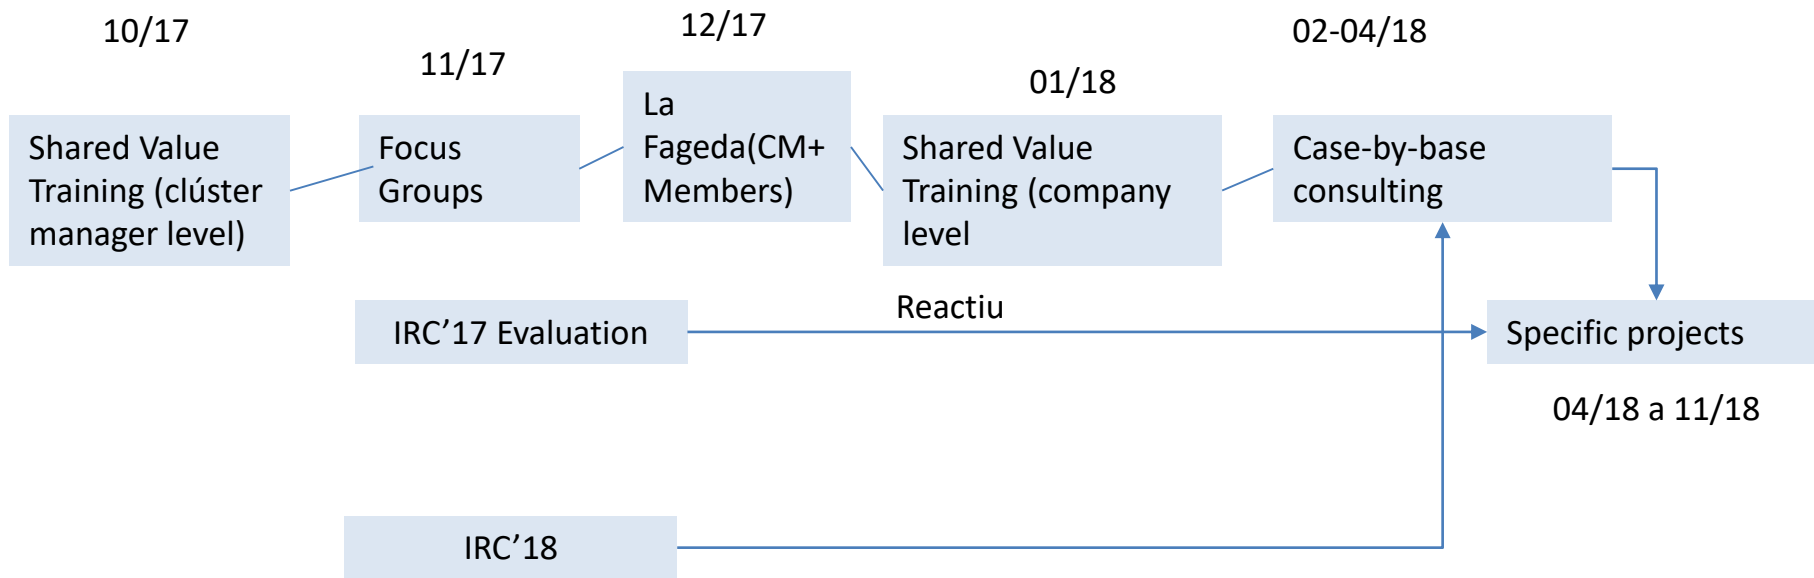 10/17
11/17
12/17
01/18
02-04/18
Shared Value
Training (clúster
manager level)
Focus
Groups
La
Fageda(CM+
Members)
Shared Value
Training (company
level
Case-by-base
consulting
IRC’17 Evaluation
Reactiu
Specific projects
04/18 a 11/18
IRC’18